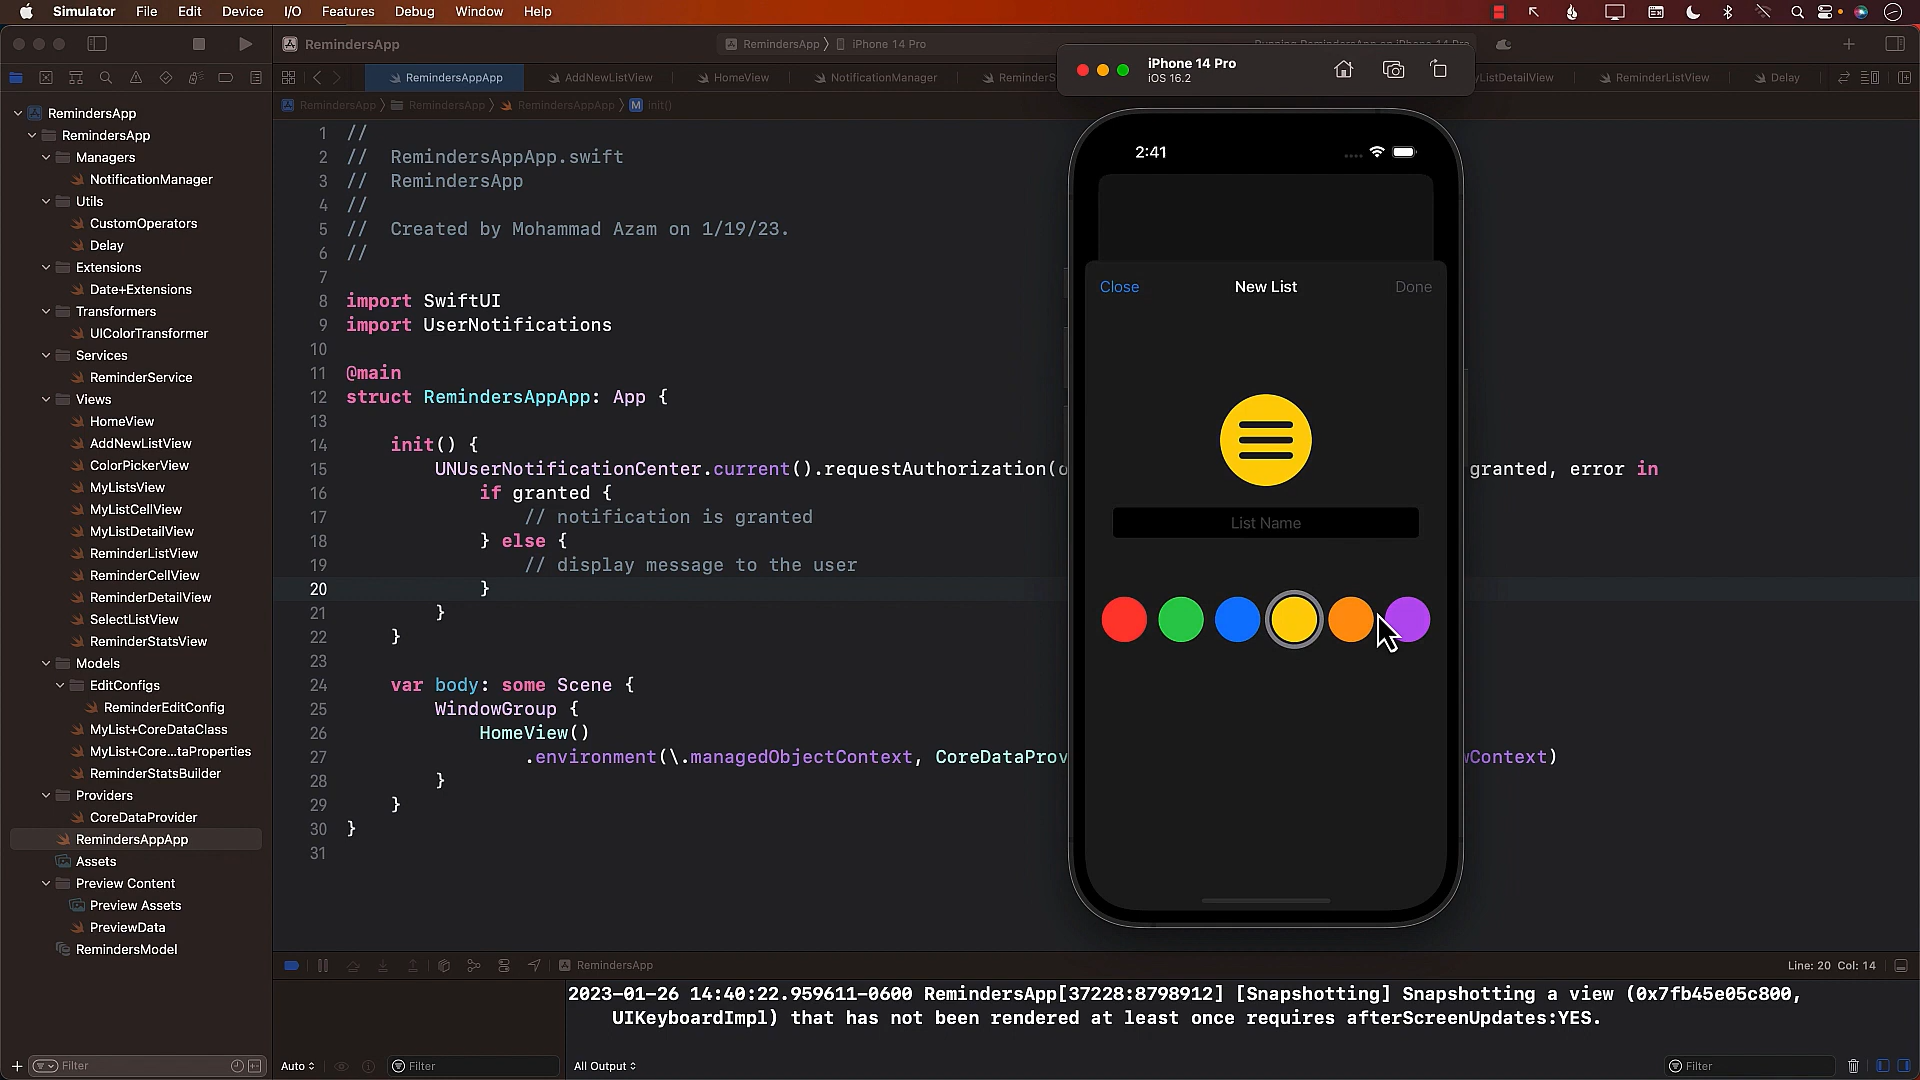 Simulator File Edit Device I/O Features Debug Window Help
RemindersApp
RemindersApp iPhone 14 Pro
RemindersAppApp AddNewListView HomeView NotificationManager ReminderListView Delay
RemindersApp RemindersApp RemindersAppApp M init()
RemindersApp
RemindersApp
Managers
NotificationManager
Utils
CustomOperators
Delay
Extensions
Date+Extensions
Transformers
UIColorTransformer
Services
ReminderService
Views
HomeView
AddNewListView
ColorPickerView
MyListsView
MyListCellView
MyListDetailView
ReminderListView
ReminderCellView
ReminderDetailView
SelectListView
ReminderStatsView
Models
EditConfigs
ReminderEditConfig
MyList+CoreDataClass
MyList+Core...taProperties
ReminderStatsBuilder
Providers
CoreDataProvider
RemindersAppApp
Assets
Preview Content
Preview Assets
PreviewData
RemindersModel
Filter
1 //
2 // RemindersAppApp.swift
3 // RemindersApp
4 //
5 // Created by Mohammad Azam on 1/19/23.
6 //
7
8 import SwiftUI
9 import UserNotifications
10
11 @main
12 struct RemindersAppApp: App {
13
14 init() {
15 UNUserNotificationCenter.current().requestAuthorization( granted, error in
16 if granted {
17 // notification is granted
18 } else {
19 // display message to the user
20 }
21 }
22 }
23
24 var body: some Scene {
25 WindowGroup {
26 HomeView()
27 .environment(\.managedObjectContext, CoreDataProv wContext)
28 }
29 }
30 }
31
iPhone 14 Pro
iOS 16.2
2:41
Close New List Done
List Name
RemindersApp
Line: 20 Col: 14
2023-01-26 14:40:22.959611-0600 RemindersApp[37228:8798912] [Snapshotting] Snapshotting a view (0x7fb45e05c800,
UIKeyboardImpl) that has not been rendered at least once requires afterScreenUpdates:YES.
Auto Filter All Output Filter